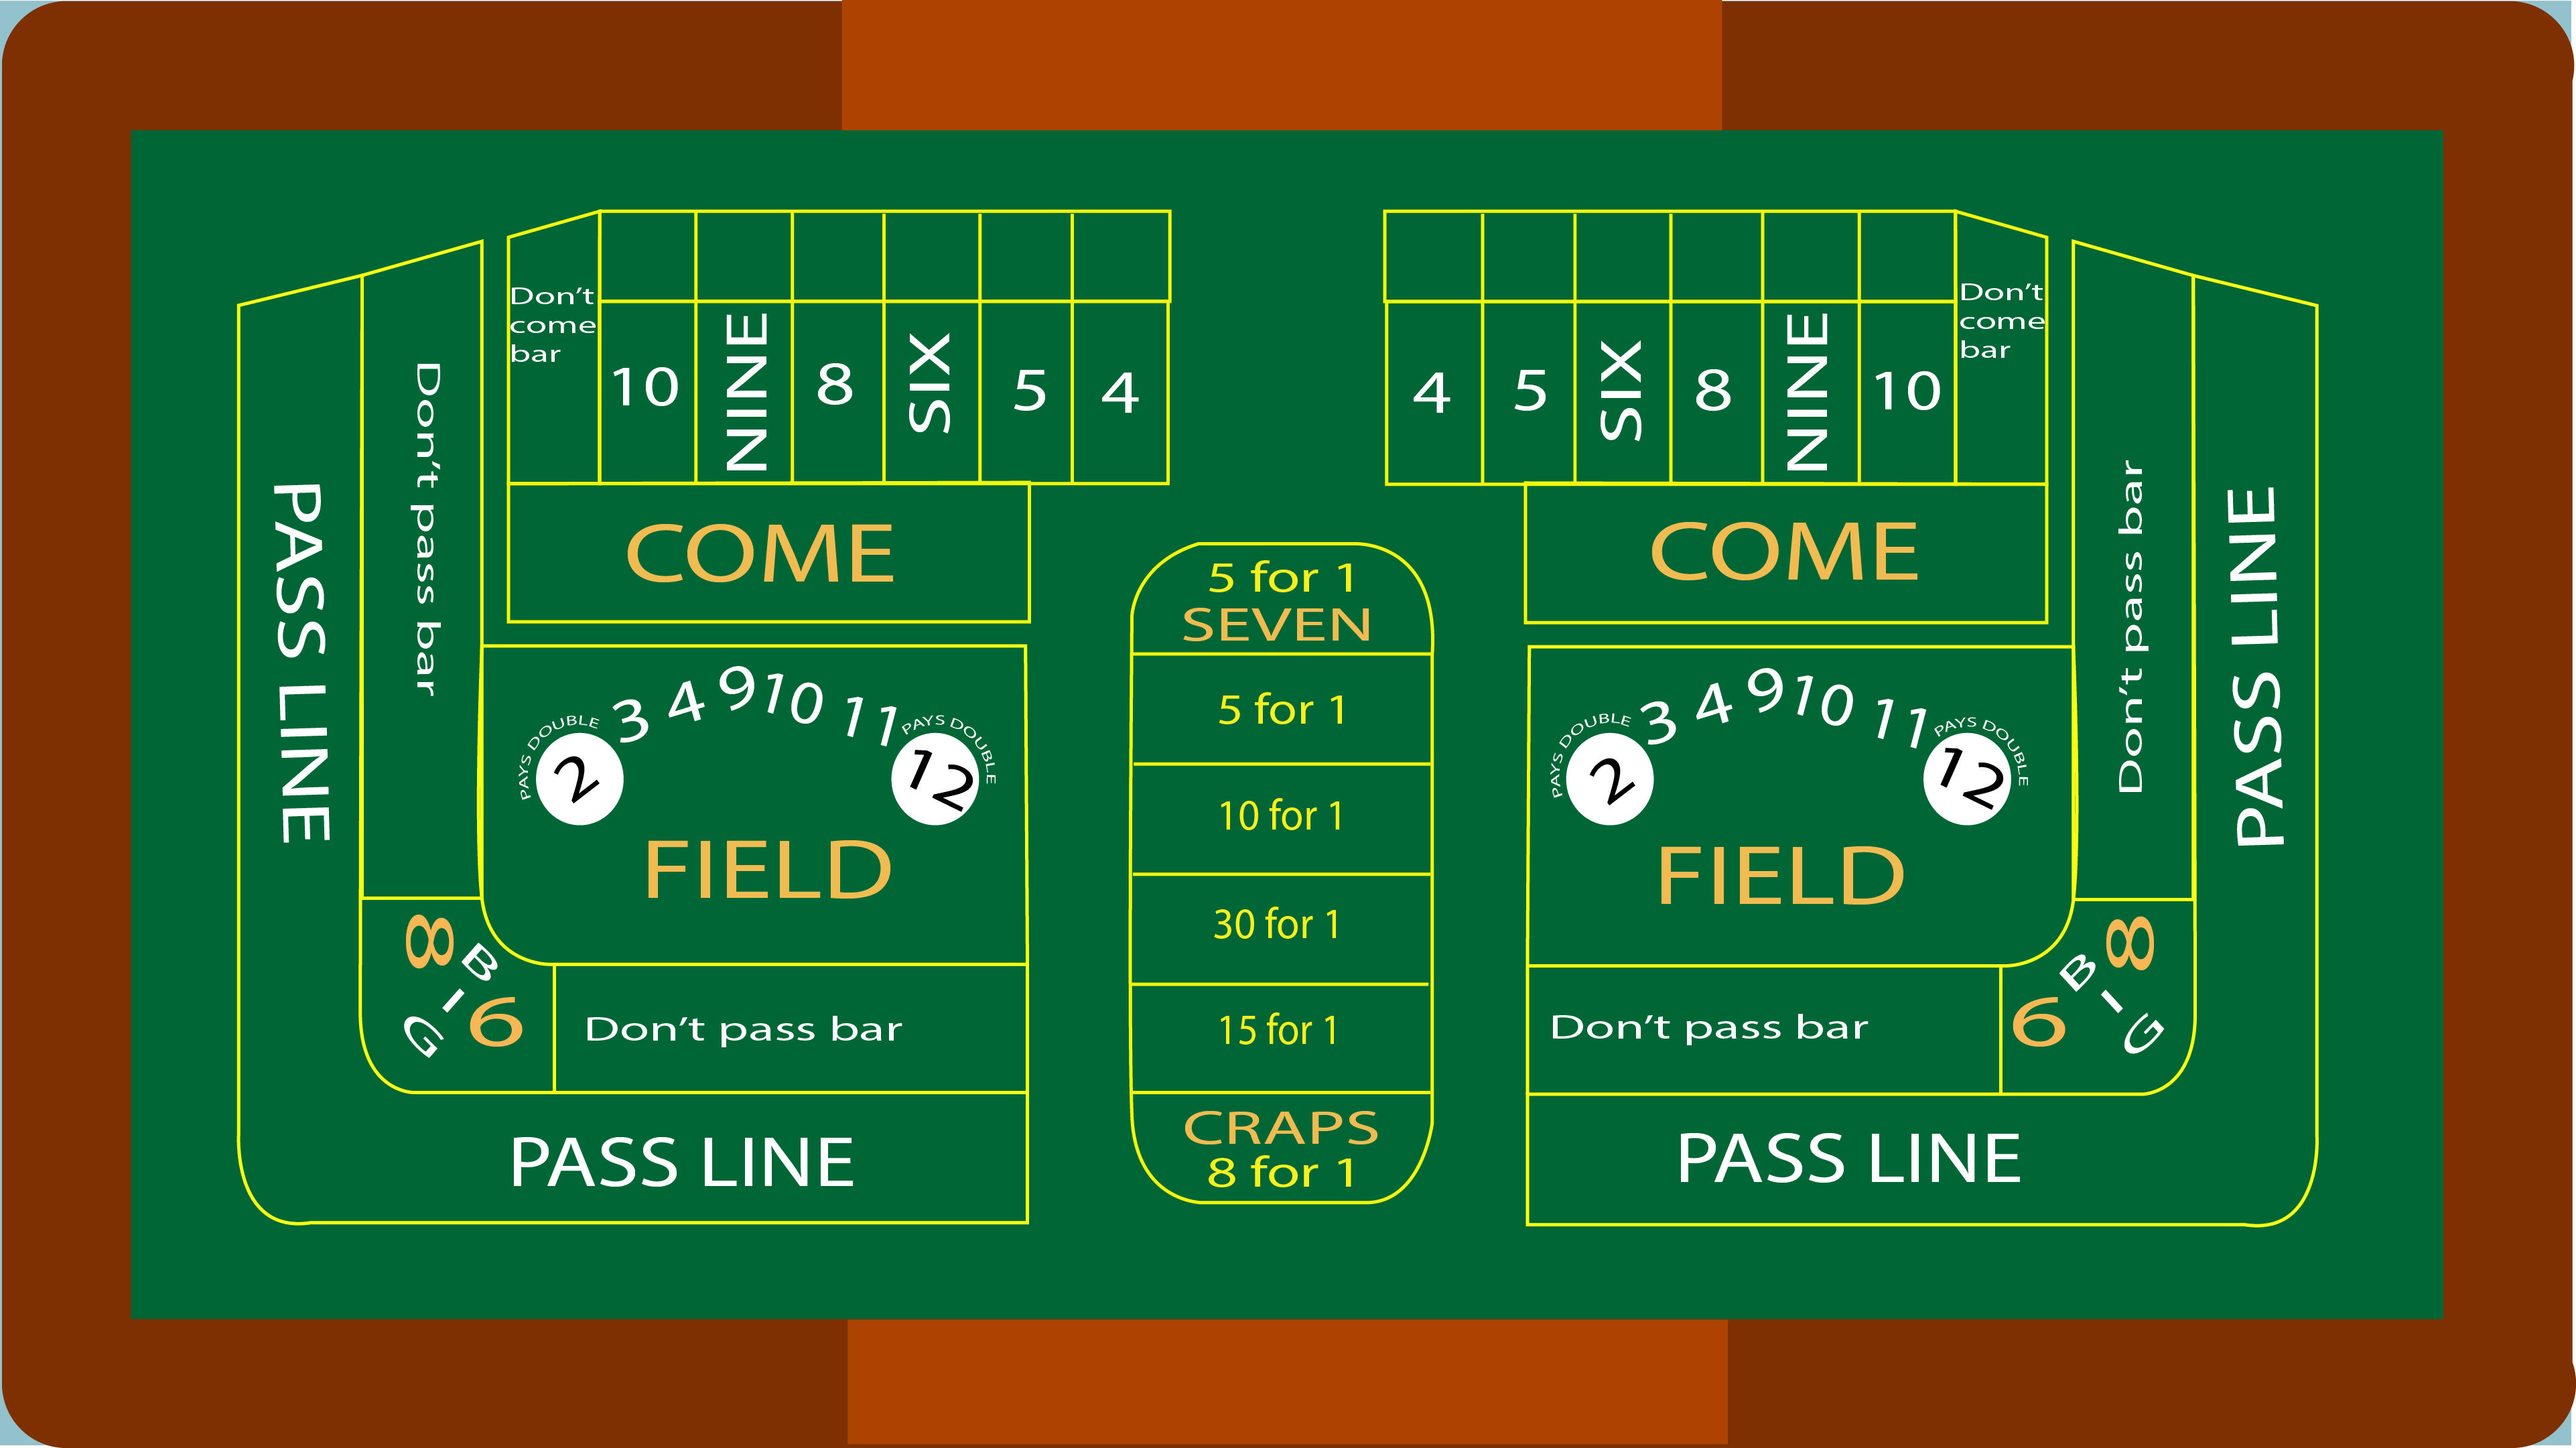 PASS LINE
Don't pass bar
Don't
come
bar
10 NINE 8 SIX 5 4
COME
PAYS DOUBLE
2 3 4 9 10 11 12
PAYS DOUBLE
FIELD
8
6
BIG
Don't pass bar
PASS LINE
5 for 1
SEVEN
5 for 1
10 for 1
30 for 1
15 for 1
CRAPS
8 for 1
4 5 SIX 8 NINE 10
Don't
come
bar
COME
PAYS DOUBLE
2 3 4 9 10 11 12
PAYS DOUBLE
FIELD
Don't pass bar
6
8
BIG
PASS LINE
Don't pass bar
PASS LINE